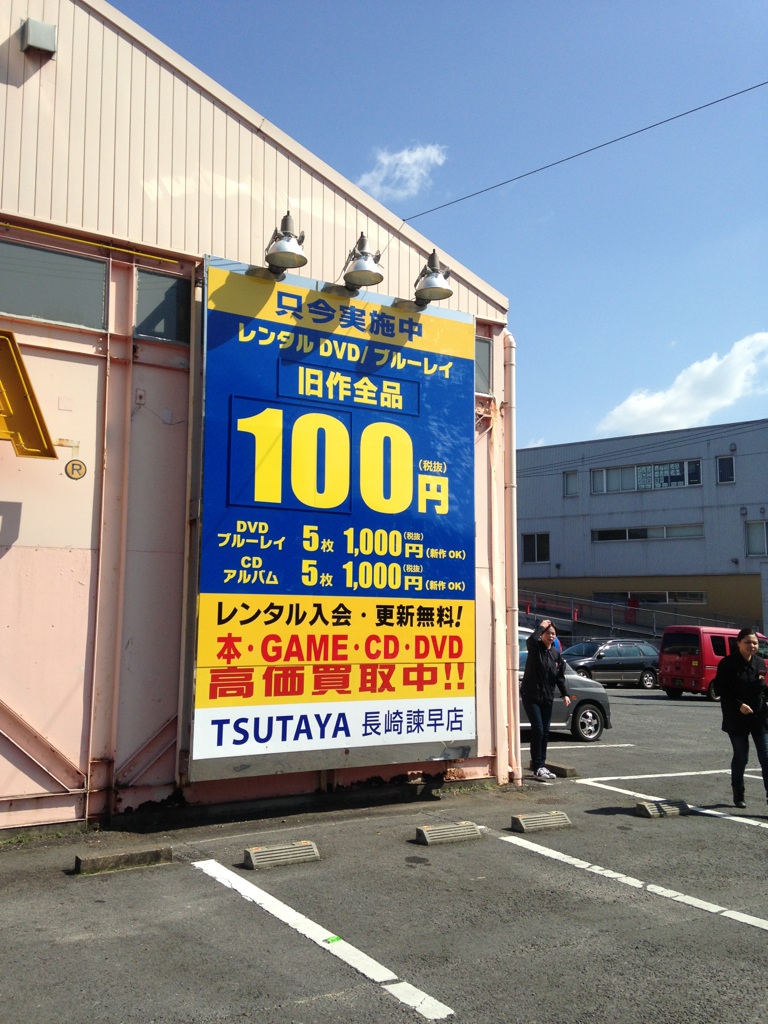 只今実施中
レンタル DVD/ブルーレイ
旧作全品
100円(税抜)
DVD ブルーレイ 5枚 1,000円(税抜)(新作OK)
CD アルバム 5枚 1,000円(税抜)(新作OK)
レンタル入会・更新無料!
本・GAME・CD・DVD
高価買取中!!
TSUTAYA 長崎諫早店
A
®